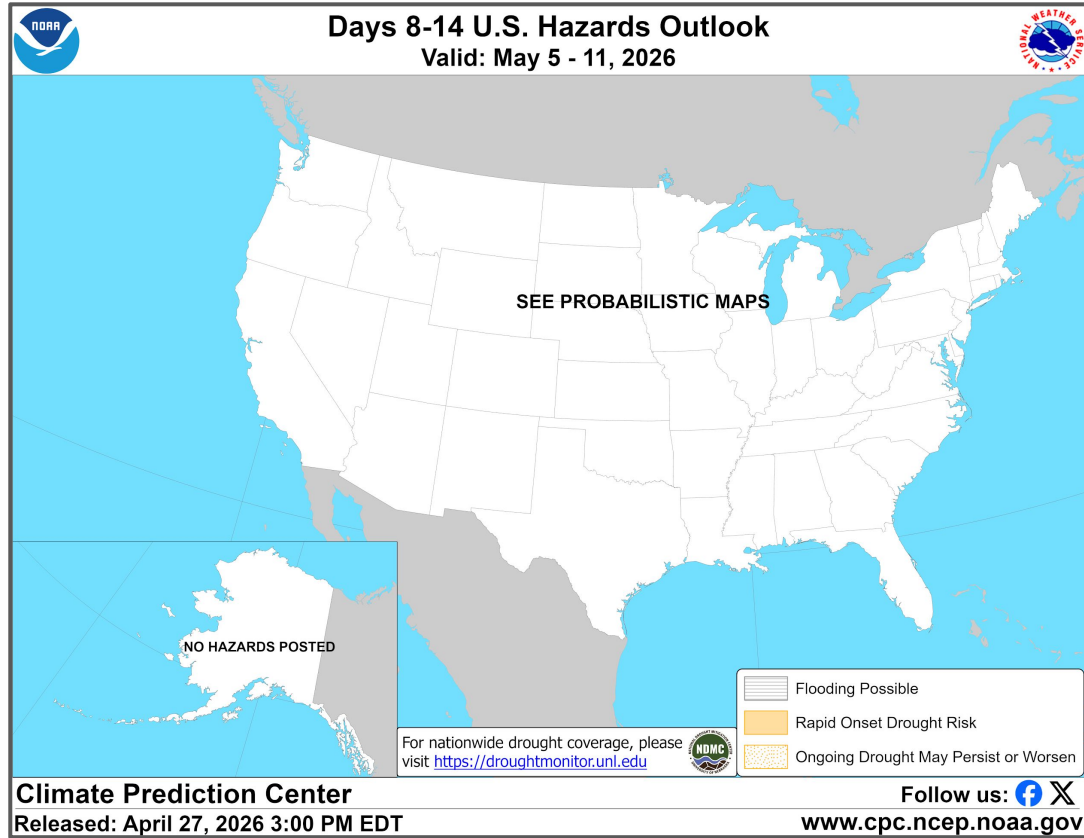 NOAA
Days 8-14 U.S. Hazards Outlook
Valid: May 5 - 11, 2026
NATIONAL WEATHER SERVICE
SEE PROBABILISTIC MAPS
NO HAZARDS POSTED
For nationwide drought coverage, please
visit https://droughtmonitor.unl.edu
NDMC
Flooding Possible
Rapid Onset Drought Risk
Ongoing Drought May Persist or Worsen
Climate Prediction Center
Released: April 27, 2026 3:00 PM EDT
Follow us:
www.cpc.ncep.noaa.gov